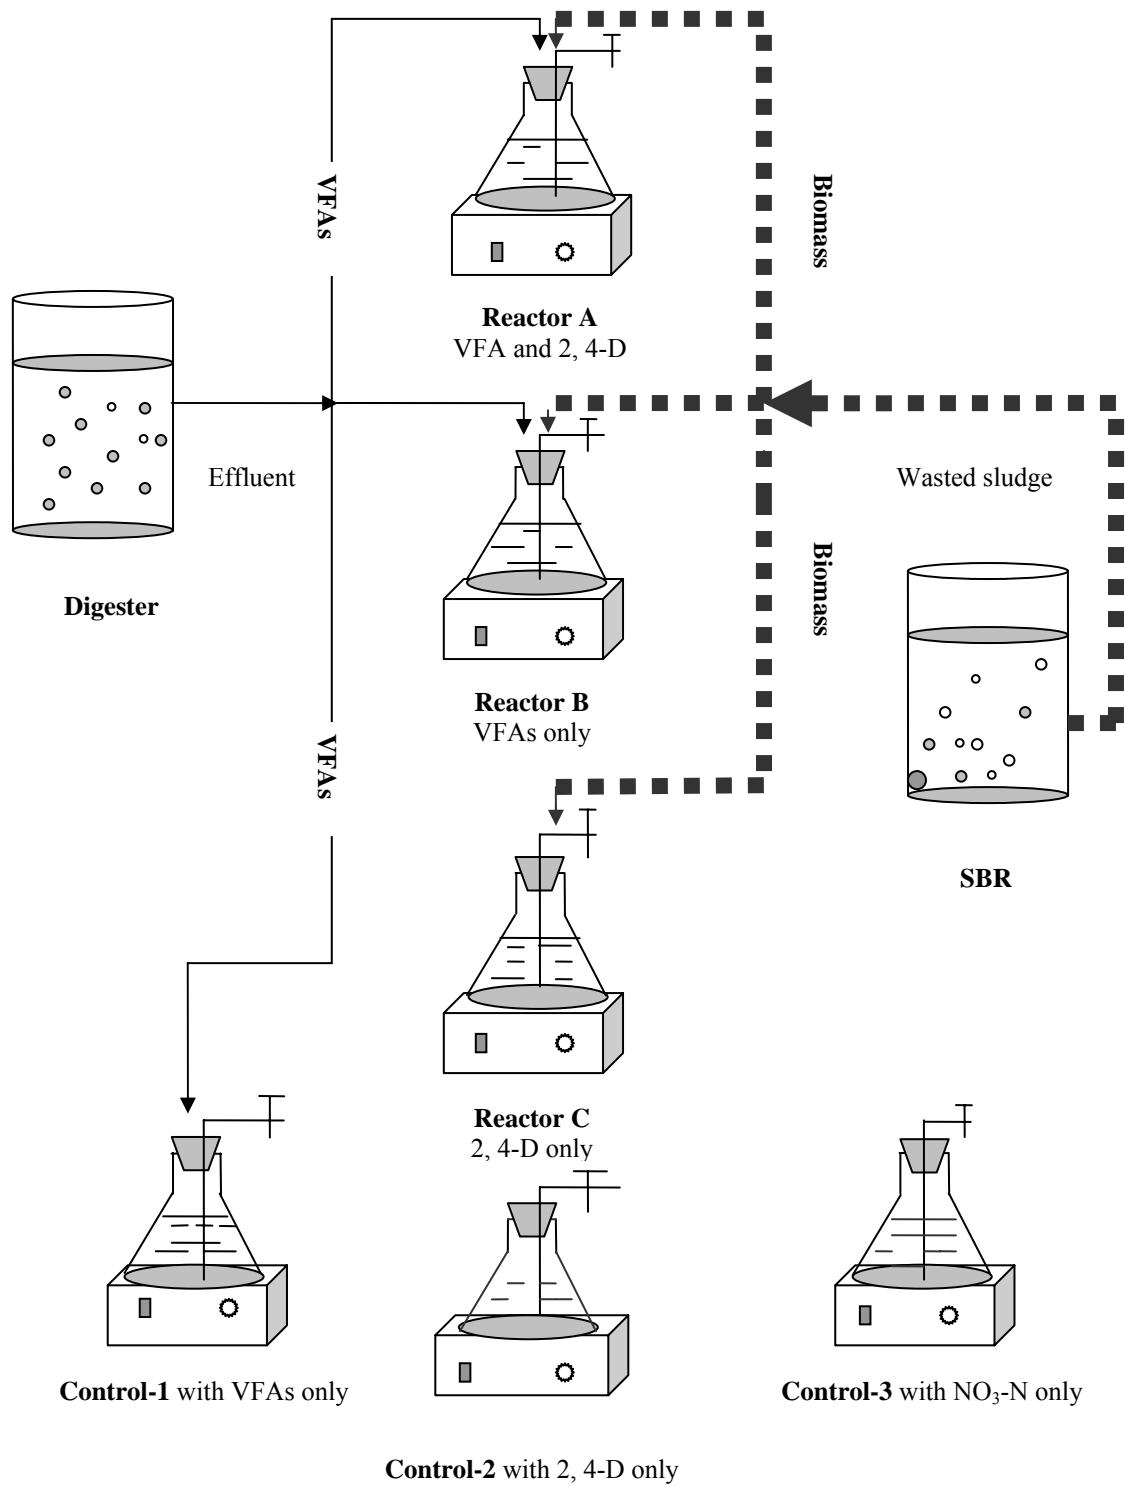 VFAs
Biomass
Reactor A
VFA and 2, 4-D
Effluent
Wasted sludge
Digester
Biomass
Reactor B
VFAs only
VFAs
SBR
Reactor C
2, 4-D only
Control-1 with VFAs only
Control-3 with NO₃-N only
Control-2 with 2, 4-D only